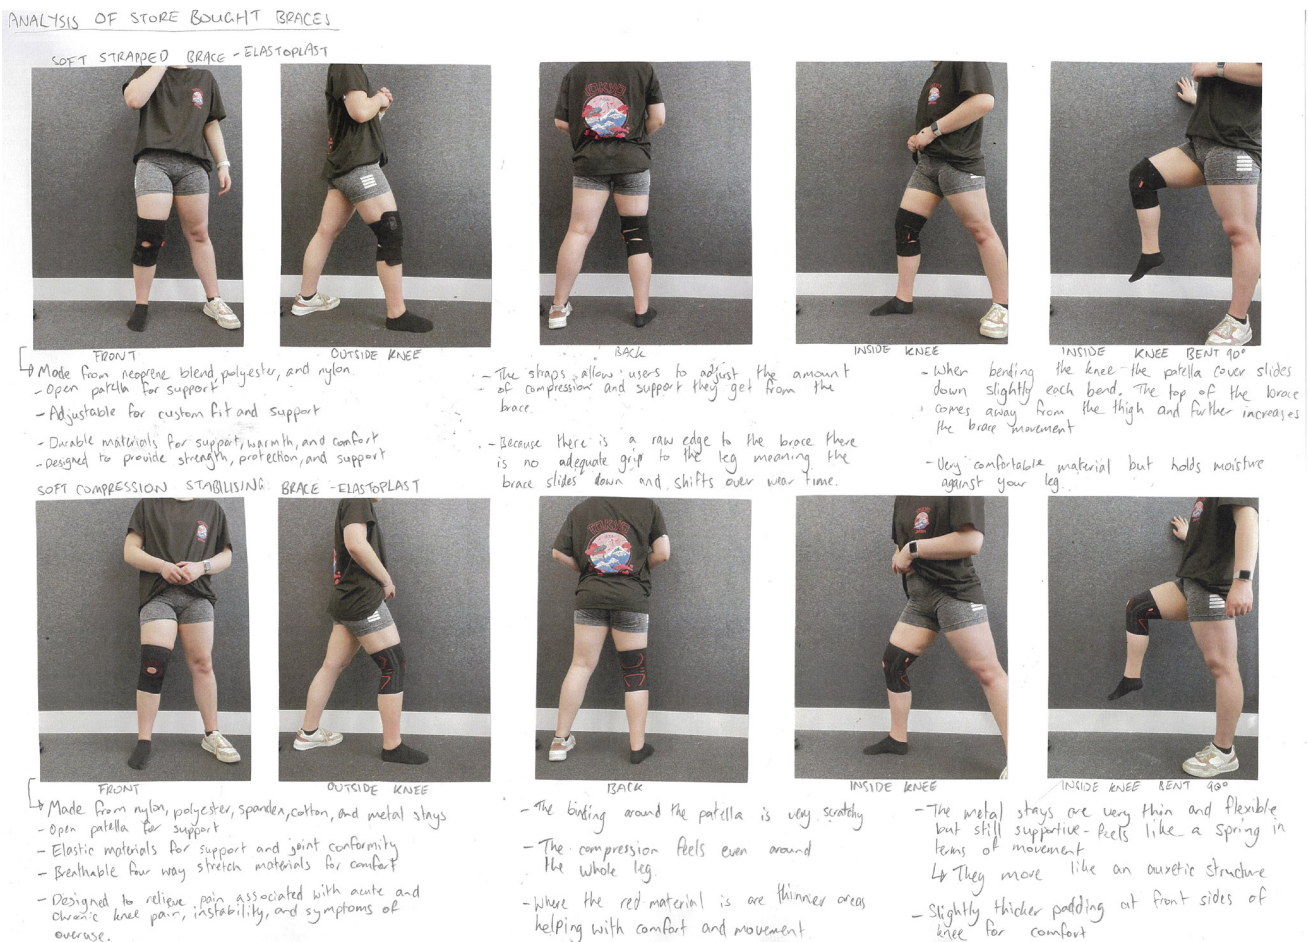 ANALYSIS OF STORE BOUGHT BRACES
SOFT STRAPPED BRACE - ELASTOPLAST
FRONT
OUTSIDE KNEE
BACK
INSIDE KNEE
INSIDE KNEE BENT 90°
Made from neoprene blend, polyester, and nylon
- Open patella for support
- Adjustable for custom fit and support
- Durable materials for support, warmth, and comfort
- Designed to provide strength, protection, and support
- The straps allow users to adjust the amount
of compression and support they get from the
brace.
- Because there is a raw edge to the brace there
is no adequate grip to the leg meaning the
brace slides down and shifts over wear time.
- When bending the knee the patella cover slides
down slightly each bend. The top of the brace
comes away from the thigh and further increases
the brace movement
- Very comfortable material but holds moisture
against your leg.
SOFT COMPRESSION STABILISING BRACE - ELASTOPLAST
FRONT
OUTSIDE KNEE
BACK
INSIDE KNEE
INSIDE KNEE BENT 90°
Made from nylon, polyester, spandex, cotton, and metal stays
- Open patella for support
- Elastic materials for support and joint conformity
- Breathable four way stretch materials for comfort
- Designed to relieve pain associated with acute and
chronic knee pain, instability, and symptoms of
overuse.
- The binding around the patella is very scratchy
- The compression feels even around
the whole leg.
- Where the red material is are thinner areas
helping with comfort and movement
- The metal stays are very thin and flexible
but still supportive - feels like a spring in
terms of movement
↳ They more like an auxetic structure
- Slightly thicker padding at front sides of
knee for comfort